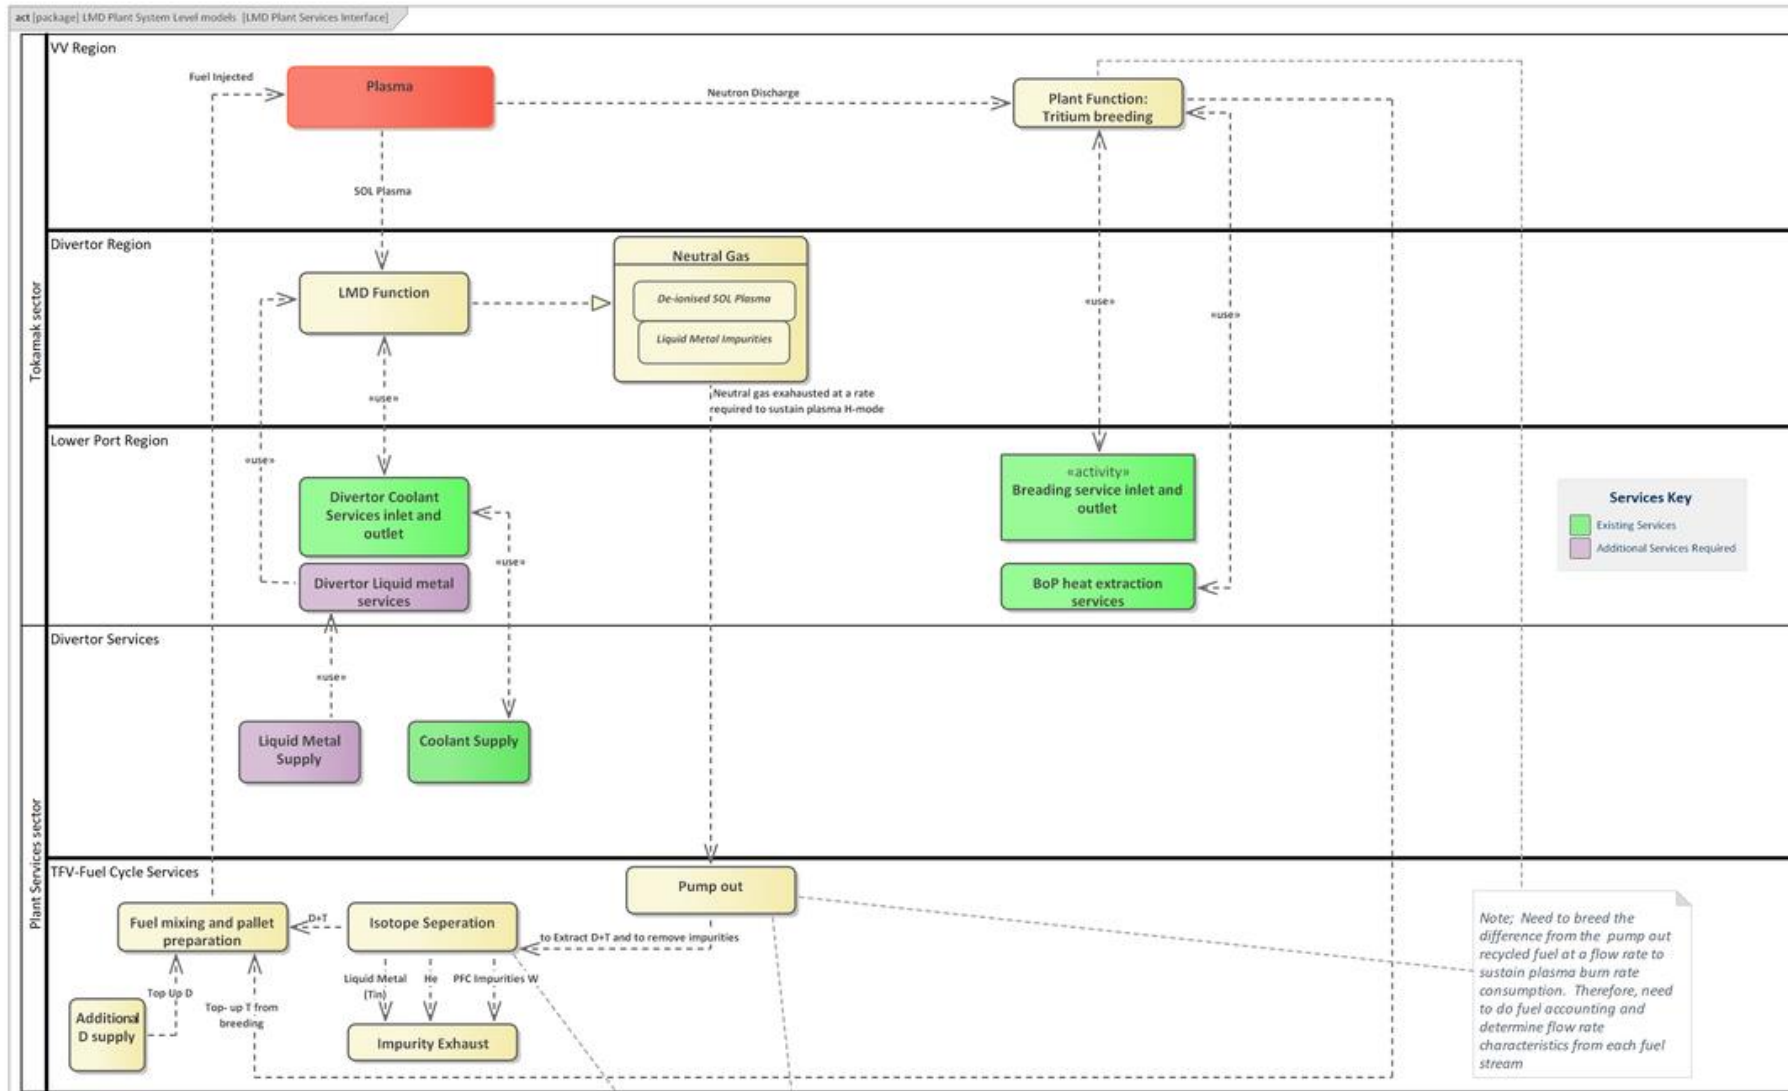 act [package] LMD Plant System Level models [LMD Plant Services Interface]
Tokamak sector
Plant Services sector
VV Region
Fuel Injected
Plasma
Neutron Discharge
Plant Function:
Tritium breeding
SOL Plasma
Divertor Region
LMD Function
Neutral Gas
De-ionised SOL Plasma
Liquid Metal Impurities
«use»
«use»
«use»
Neutral gas exahausted at a rate
required to sustain plasma H-mode
Lower Port Region
«use»
Divertor Coolant
Services inlet and
outlet
«activity»
Breading service inlet and
outlet
Services Key
Existing Services
Additional Services Required
«use»
Divertor Liquid metal
services
BoP heat extraction
services
Divertor Services
«use»
Liquid Metal
Supply
Coolant Supply
TFV-Fuel Cycle Services
Pump out
Fuel mixing and pallet
preparation
D+T
Isotope Seperation
to Extract D+T and to remove impurities
Liquid Metal
(Tin)
He
PFC Impurities W
Top Up D
Top- up T from
breeding
Additional
D supply
Impurity Exhaust
Note; Need to breed the
difference from the pump out
recycled fuel at a flow rate to
sustain plasma burn rate
consumption. Therefore, need
to do fuel accounting and
determine flow rate
characteristics from each fuel
stream